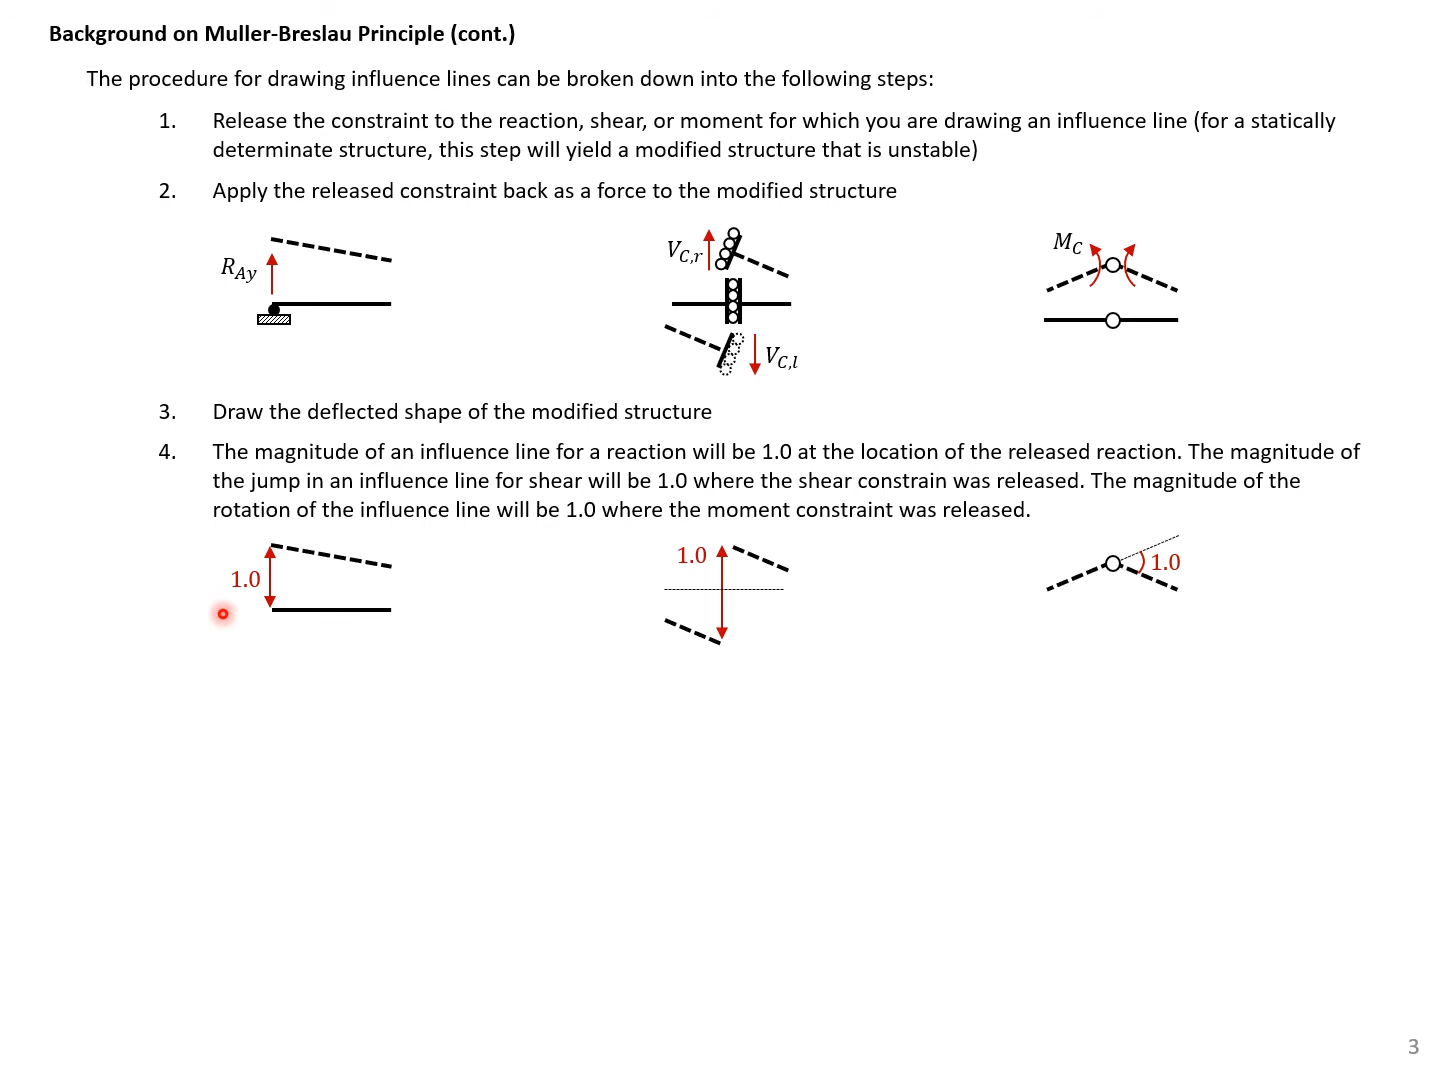 Background on Muller-Breslau Principle (cont.)
The procedure for drawing influence lines can be broken down into the following steps:
1. Release the constraint to the reaction, shear, or moment for which you are drawing an influence line (for a statically
determinate structure, this step will yield a modified structure that is unstable)
2. Apply the released constraint back as a force to the modified structure
R_Ay
V_C,r
V_C,l
M_C
3. Draw the deflected shape of the modified structure
4. The magnitude of an influence line for a reaction will be 1.0 at the location of the released reaction. The magnitude of
the jump in an influence line for shear will be 1.0 where the shear constrain was released. The magnitude of the
rotation of the influence line will be 1.0 where the moment constraint was released.
1.0
1.0
1.0
3